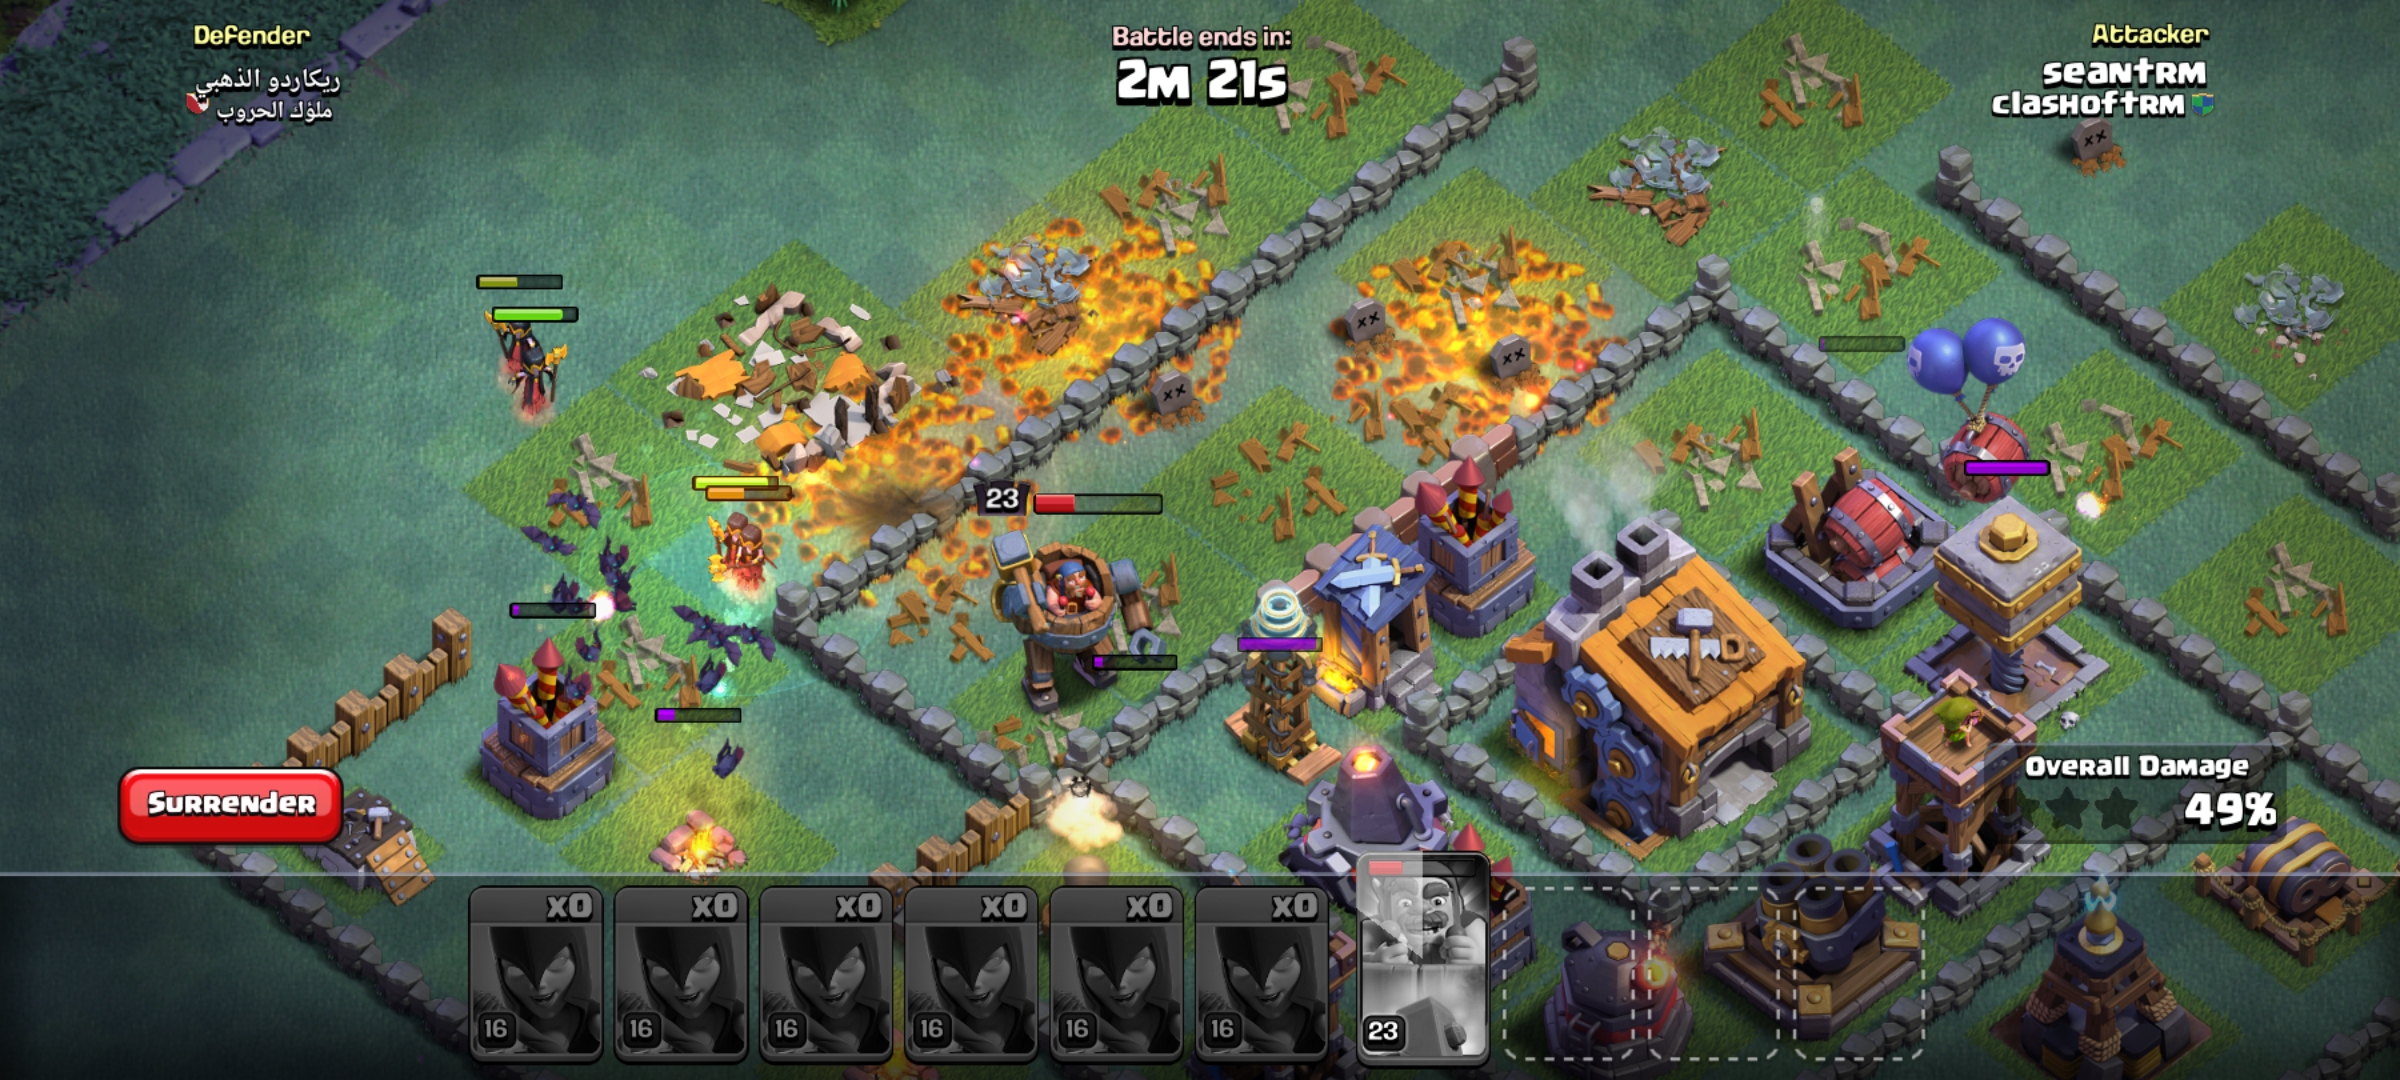 Defender
ريكاردو الذهبي
ملؤك الحروب
Battle ends in:
2M 21s
Attacker
seantRM
clashoftRM
23
Surrender
Overall Damage
49%
x0 x0 x0 x0 x0 x0
16 16 16 16 16 16 23